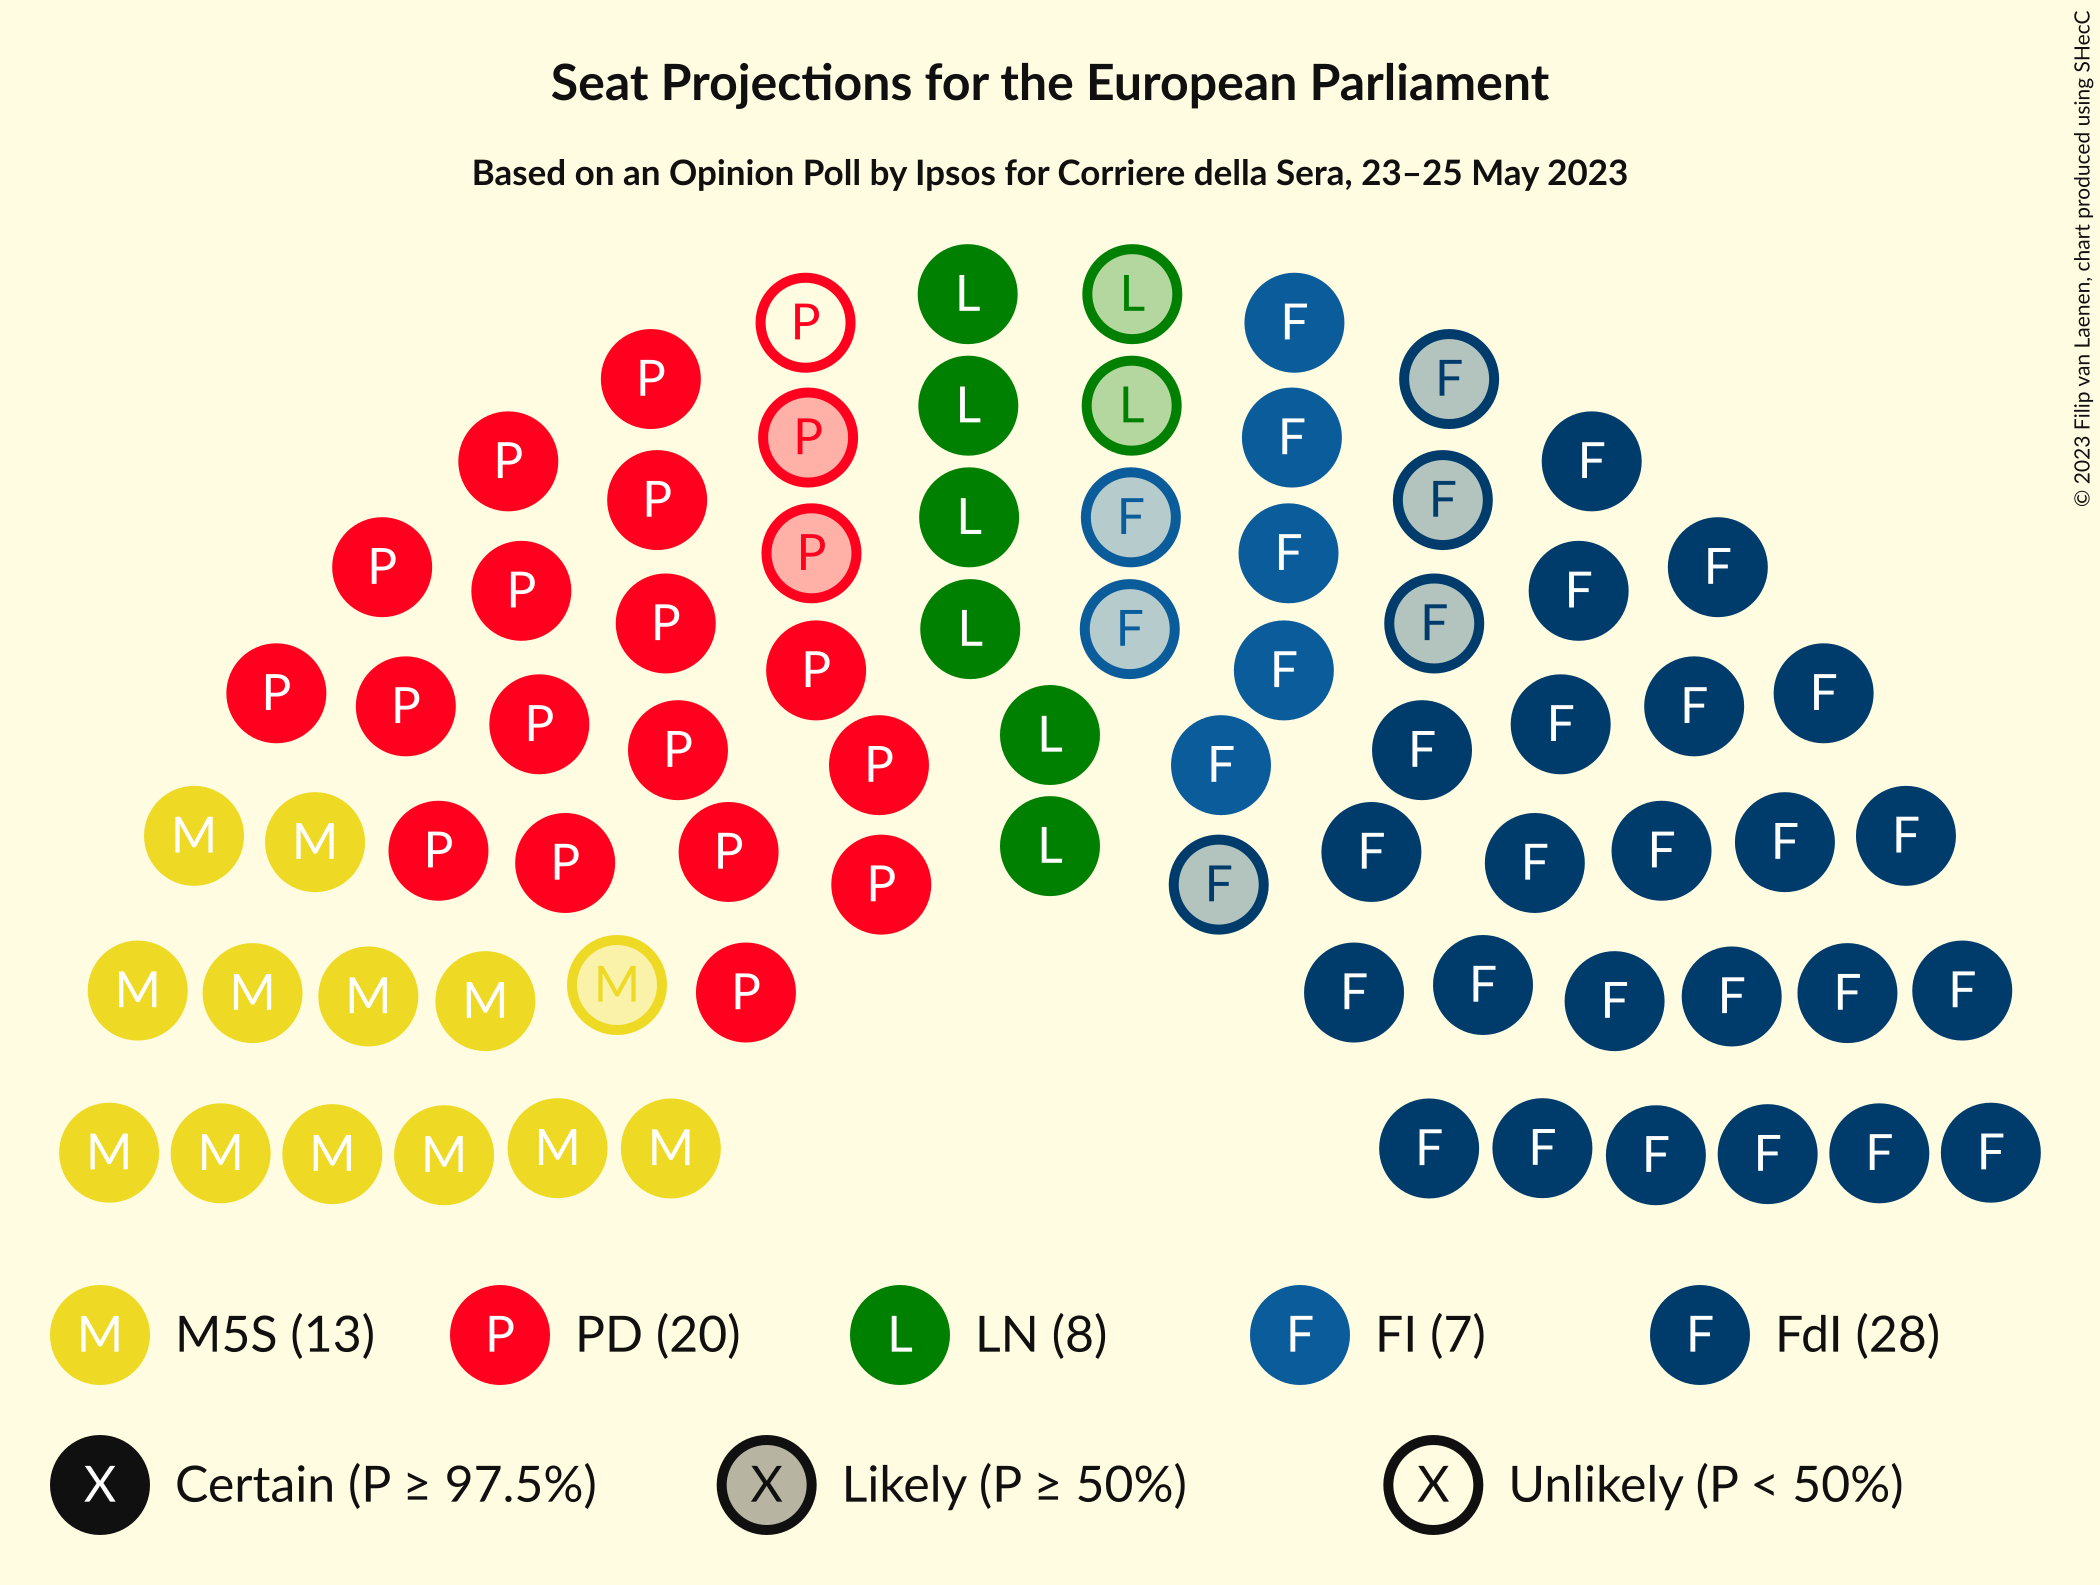 Seat Projections for the European Parliament
Based on an Opinion Poll by Ipsos for Corriere della Sera, 23–25 May 2023
© 2023 Filip van Laenen, chart produced using SHecC
L L
P F
P F
L L
P F
P F
P P F F
L F
P F
P F
P P F F
P F
L F
P F
P P F F
P P F F
L
P F
P F
M M P P P P L F F F F F F
M M M M M P F F F F F F
M M M M M M F F F F F F
M M5S (13) P PD (20) L LN (8) F FI (7) F FdI (28)
X Certain (P ≥ 97.5%) X Likely (P ≥ 50%) X Unlikely (P < 50%)